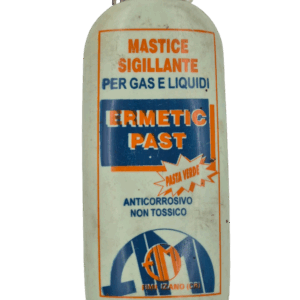 MASTICE
SIGILLANTE
PER GAS E LIQUIDI
ERMETIC
PAST
PASTA VERDE
ANTICORROSIVO
NON TOSSICO